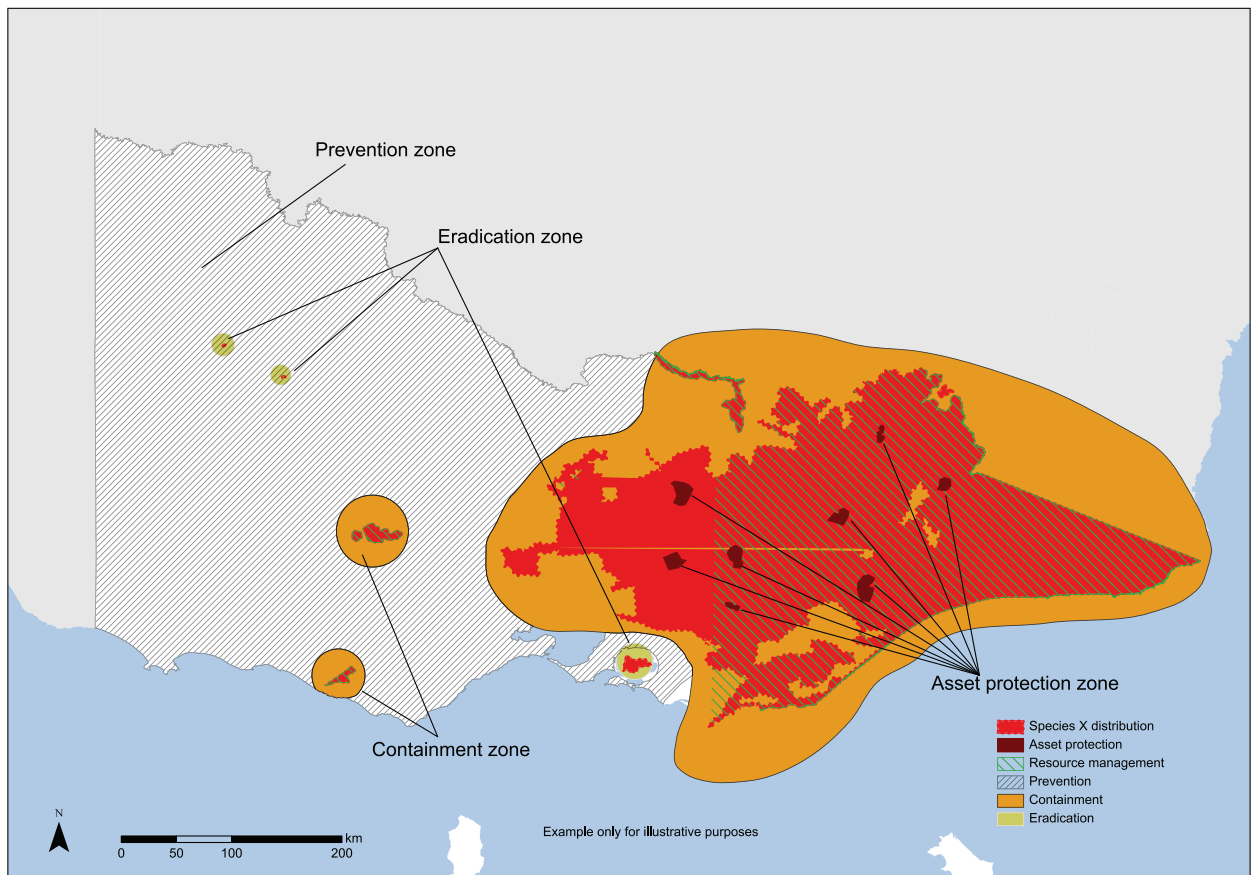 Prevention zone
Eradication zone
Asset protection zone
Containment zone
Species X distribution
Asset protection
Resource management
Prevention
Containment
Eradication
N
km
0 50 100 200
Example only for illustrative purposes